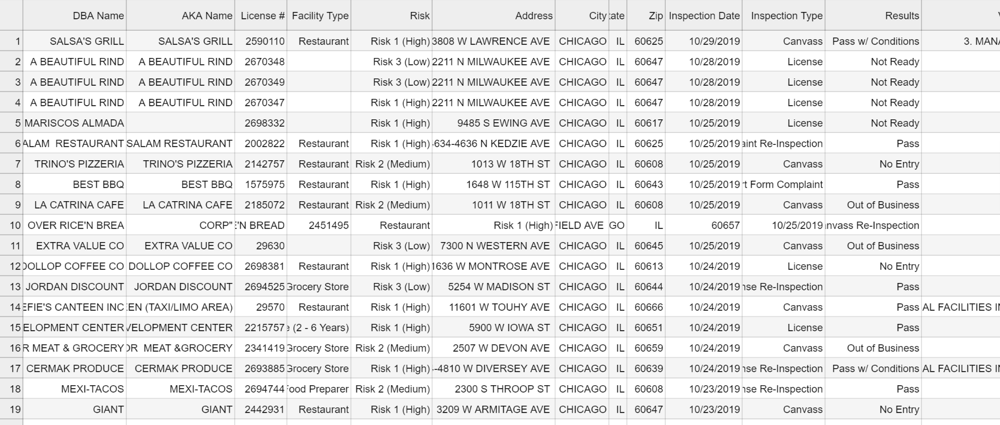 DBA Name AKA Name License # Facility Type Risk Address City ate Zip Inspection Date Inspection Type Results
1 SALSA'S GRILL SALSA'S GRILL 2590110 Restaurant Risk 1 (High) 3808 W LAWRENCE AVE CHICAGO IL 60625 10/29/2019 Canvass Pass w/ Conditions 3. MANA
2 A BEAUTIFUL RIND A BEAUTIFUL RIND 2670348 Risk 3 (Low) 2211 N MILWAUKEE AVE CHICAGO IL 60647 10/28/2019 License Not Ready
3 A BEAUTIFUL RIND A BEAUTIFUL RIND 2670349 Risk 3 (Low) 2211 N MILWAUKEE AVE CHICAGO IL 60647 10/28/2019 License Not Ready
4 A BEAUTIFUL RIND A BEAUTIFUL RIND 2670347 Risk 1 (High) 2211 N MILWAUKEE AVE CHICAGO IL 60647 10/28/2019 License Not Ready
5 MARISCOS ALMADA 2698332 Risk 1 (High) 9485 S EWING AVE CHICAGO IL 60617 10/25/2019 License Not Ready
6 ALAM RESTAURANT SALAM RESTAURANT 2002822 Restaurant Risk 1 (High) 634-4636 N KEDZIE AVE CHICAGO IL 60625 10/25/2019 aint Re-Inspection Pass
7 TRINO'S PIZZERIA TRINO'S PIZZERIA 2142757 Restaurant Risk 2 (Medium) 1013 W 18TH ST CHICAGO IL 60608 10/25/2019 Canvass No Entry
8 BEST BBQ BEST BBQ 1575975 Restaurant Risk 1 (High) 1648 W 115TH ST CHICAGO IL 60643 10/25/2019 rt Form Complaint Pass
9 LA CATRINA CAFE LA CATRINA CAFE 2185072 Restaurant Risk 2 (Medium) 1011 W 18TH ST CHICAGO IL 60608 10/25/2019 Canvass Out of Business
10 OVER RICE'N BREA CORP" 'N BREAD 2451495 Restaurant Risk 1 (High) FIELD AVE GO IL 60657 10/25/2019 nvass Re-Inspection
11 EXTRA VALUE CO EXTRA VALUE CO 29630 Risk 3 (Low) 7300 N WESTERN AVE CHICAGO IL 60645 10/25/2019 Canvass Out of Business
12 DOLLOP COFFEE CO DOLLOP COFFEE CO 2698381 Restaurant Risk 1 (High) 1636 W MONTROSE AVE CHICAGO IL 60613 10/24/2019 License No Entry
13 JORDAN DISCOUNT JORDAN DISCOUNT 2694525 Grocery Store Risk 3 (Low) 5254 W MADISON ST CHICAGO IL 60644 10/24/2019 nse Re-Inspection Pass
14 EFIE'S CANTEEN INC EEN (TAXI/LIMO AREA) 29570 Restaurant Risk 1 (High) 11601 W TOUHY AVE CHICAGO IL 60666 10/24/2019 Canvass Pass AL FACILITIES IN
15 ELOPMENT CENTER VELOPMENT CENTER 2215757 e (2 - 6 Years) Risk 1 (High) 5900 W IOWA ST CHICAGO IL 60651 10/24/2019 License Pass
16 R MEAT & GROCERY OR MEAT &GROCERY 2341419 Grocery Store Risk 2 (Medium) 2507 W DEVON AVE CHICAGO IL 60659 10/24/2019 Canvass Out of Business
17 CERMAK PRODUCE CERMAK PRODUCE 2693885 Grocery Store Risk 1 (High) -4810 W DIVERSEY AVE CHICAGO IL 60639 10/24/2019 nse Re-Inspection Pass w/ Conditions AL FACILITIES IN
18 MEXI-TACOS MEXI-TACOS 2694744 Food Preparer Risk 2 (Medium) 2300 S THROOP ST CHICAGO IL 60608 10/23/2019 nse Re-Inspection Pass
19 GIANT GIANT 2442931 Restaurant Risk 1 (High) 3209 W ARMITAGE AVE CHICAGO IL 60647 10/23/2019 Canvass No Entry